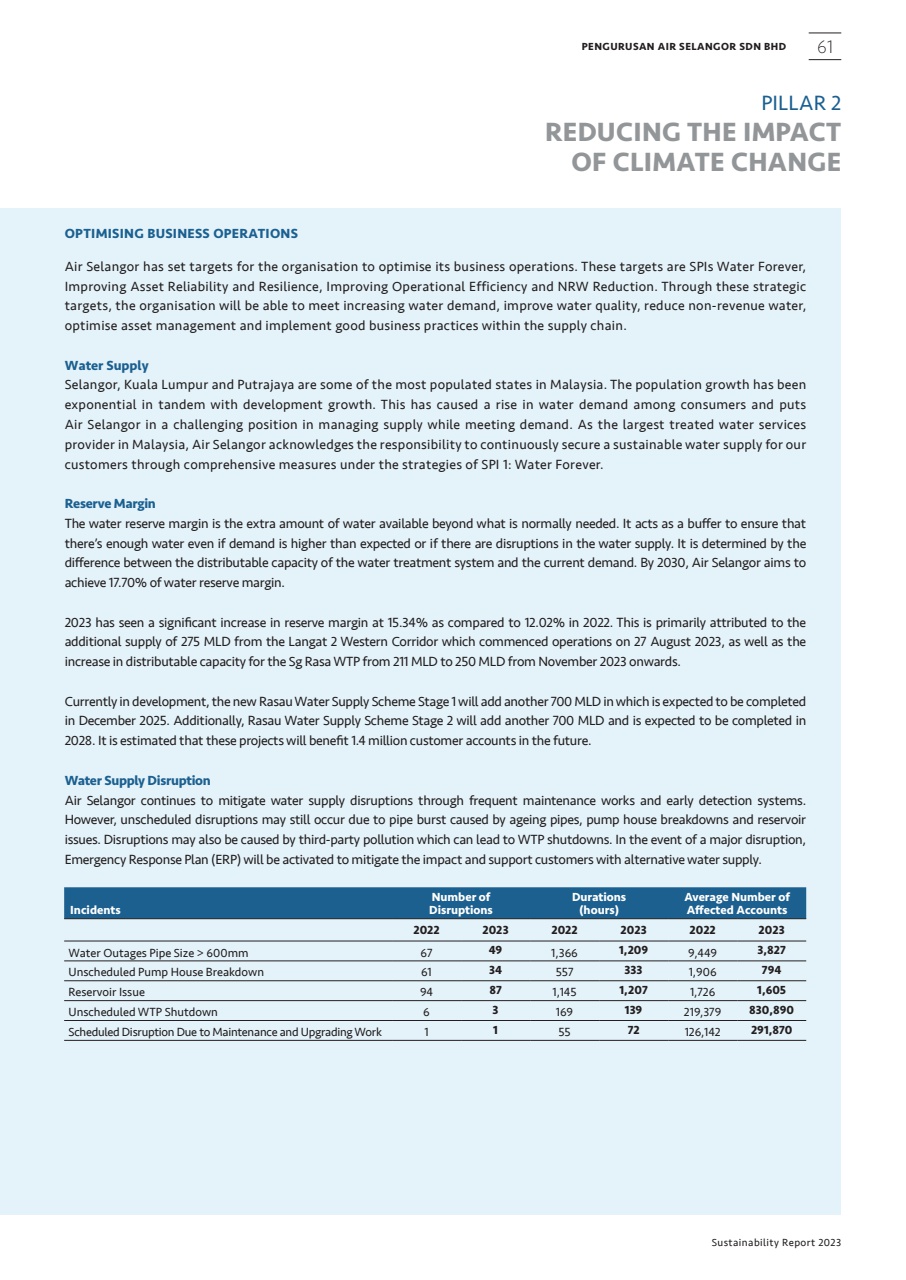 PENGURUSAN AIR SELANGOR SDN BHD 61
PILLAR 2
REDUCING THE IMPACT
OF CLIMATE CHANGE
OPTIMISING BUSINESS OPERATIONS
Air Selangor has set targets for the organisation to optimise its business operations. These targets are SPIs Water Forever,
Improving Asset Reliability and Resilience, Improving Operational Efficiency and NRW Reduction. Through these strategic
targets, the organisation will be able to meet increasing water demand, improve water quality, reduce non-revenue water,
optimise asset management and implement good business practices within the supply chain.
Water Supply
Selangor, Kuala Lumpur and Putrajaya are some of the most populated states in Malaysia. The population growth has been
exponential in tandem with development growth. This has caused a rise in water demand among consumers and puts
Air Selangor in a challenging position in managing supply while meeting demand. As the largest treated water services
provider in Malaysia, Air Selangor acknowledges the responsibility to continuously secure a sustainable water supply for our
customers through comprehensive measures under the strategies of SPI 1: Water Forever.
Reserve Margin
The water reserve margin is the extra amount of water available beyond what is normally needed. It acts as a buffer to ensure that
there's enough water even if demand is higher than expected or if there are disruptions in the water supply. It is determined by the
difference between the distributable capacity of the water treatment system and the current demand. By 2030, Air Selangor aims to
achieve 17.70% of water reserve margin.
2023 has seen a significant increase in reserve margin at 15.34% as compared to 12.02% in 2022. This is primarily attributed to the
additional supply of 275 MLD from the Langat 2 Western Corridor which commenced operations on 27 August 2023, as well as the
increase in distributable capacity for the Sg Rasa WTP from 211 MLD to 250 MLD from November 2023 onwards.
Currently in development, the new Rasau Water Supply Scheme Stage 1 will add another 700 MLD in which is expected to be completed
in December 2025. Additionally, Rasau Water Supply Scheme Stage 2 will add another 700 MLD and is expected to be completed in
2028. It is estimated that these projects will benefit 1.4 million customer accounts in the future.
Water Supply Disruption
Air Selangor continues to mitigate water supply disruptions through frequent maintenance works and early detection systems.
However, unscheduled disruptions may still occur due to pipe burst caused by ageing pipes, pump house breakdowns and reservoir
issues. Disruptions may also be caused by third-party pollution which can lead to WTP shutdowns. In the event of a major disruption,
Emergency Response Plan (ERP) will be activated to mitigate the impact and support customers with alternative water supply.
Incidents Number of Disruptions Durations (hours) Average Number of Affected Accounts
2022 2023 2022 2023 2022 2023
Water Outages Pipe Size > 600mm 67 49 1,366 1,209 9,449 3,827
Unscheduled Pump House Breakdown 61 34 557 333 1,906 794
Reservoir Issue 94 87 1,145 1,207 1,726 1,605
Unscheduled WTP Shutdown 6 3 169 139 219,379 830,890
Scheduled Disruption Due to Maintenance and Upgrading Work 1 1 55 72 126,142 291,870
Sustainability Report 2023